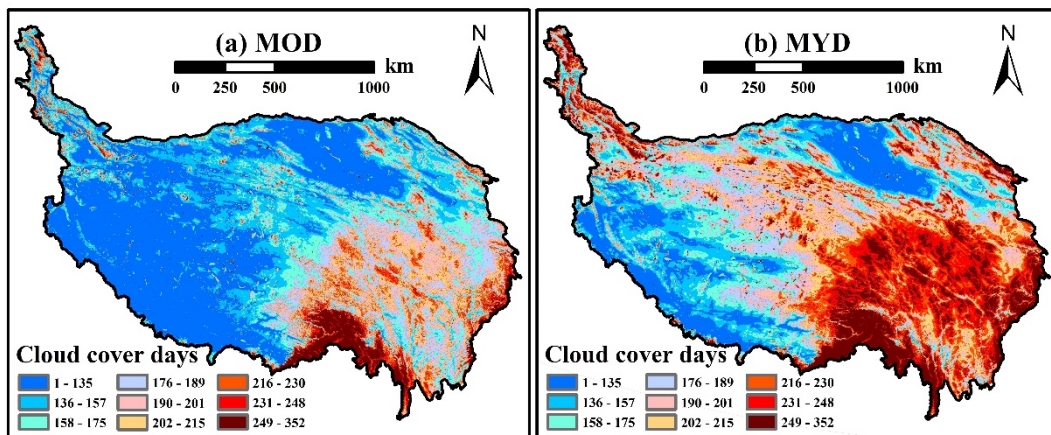 (a) MOD
N
km
0 250 500 1000
Cloud cover days
1 - 135 176 - 189 216 - 230
136 - 157 190 - 201 231 - 248
158 - 175 202 - 215 249 - 352
(b) MYD
N
km
0 250 500 1000
Cloud cover days
1 - 135 176 - 189 216 - 230
136 - 157 190 - 201 231 - 248
158 - 175 202 - 215 249 - 352